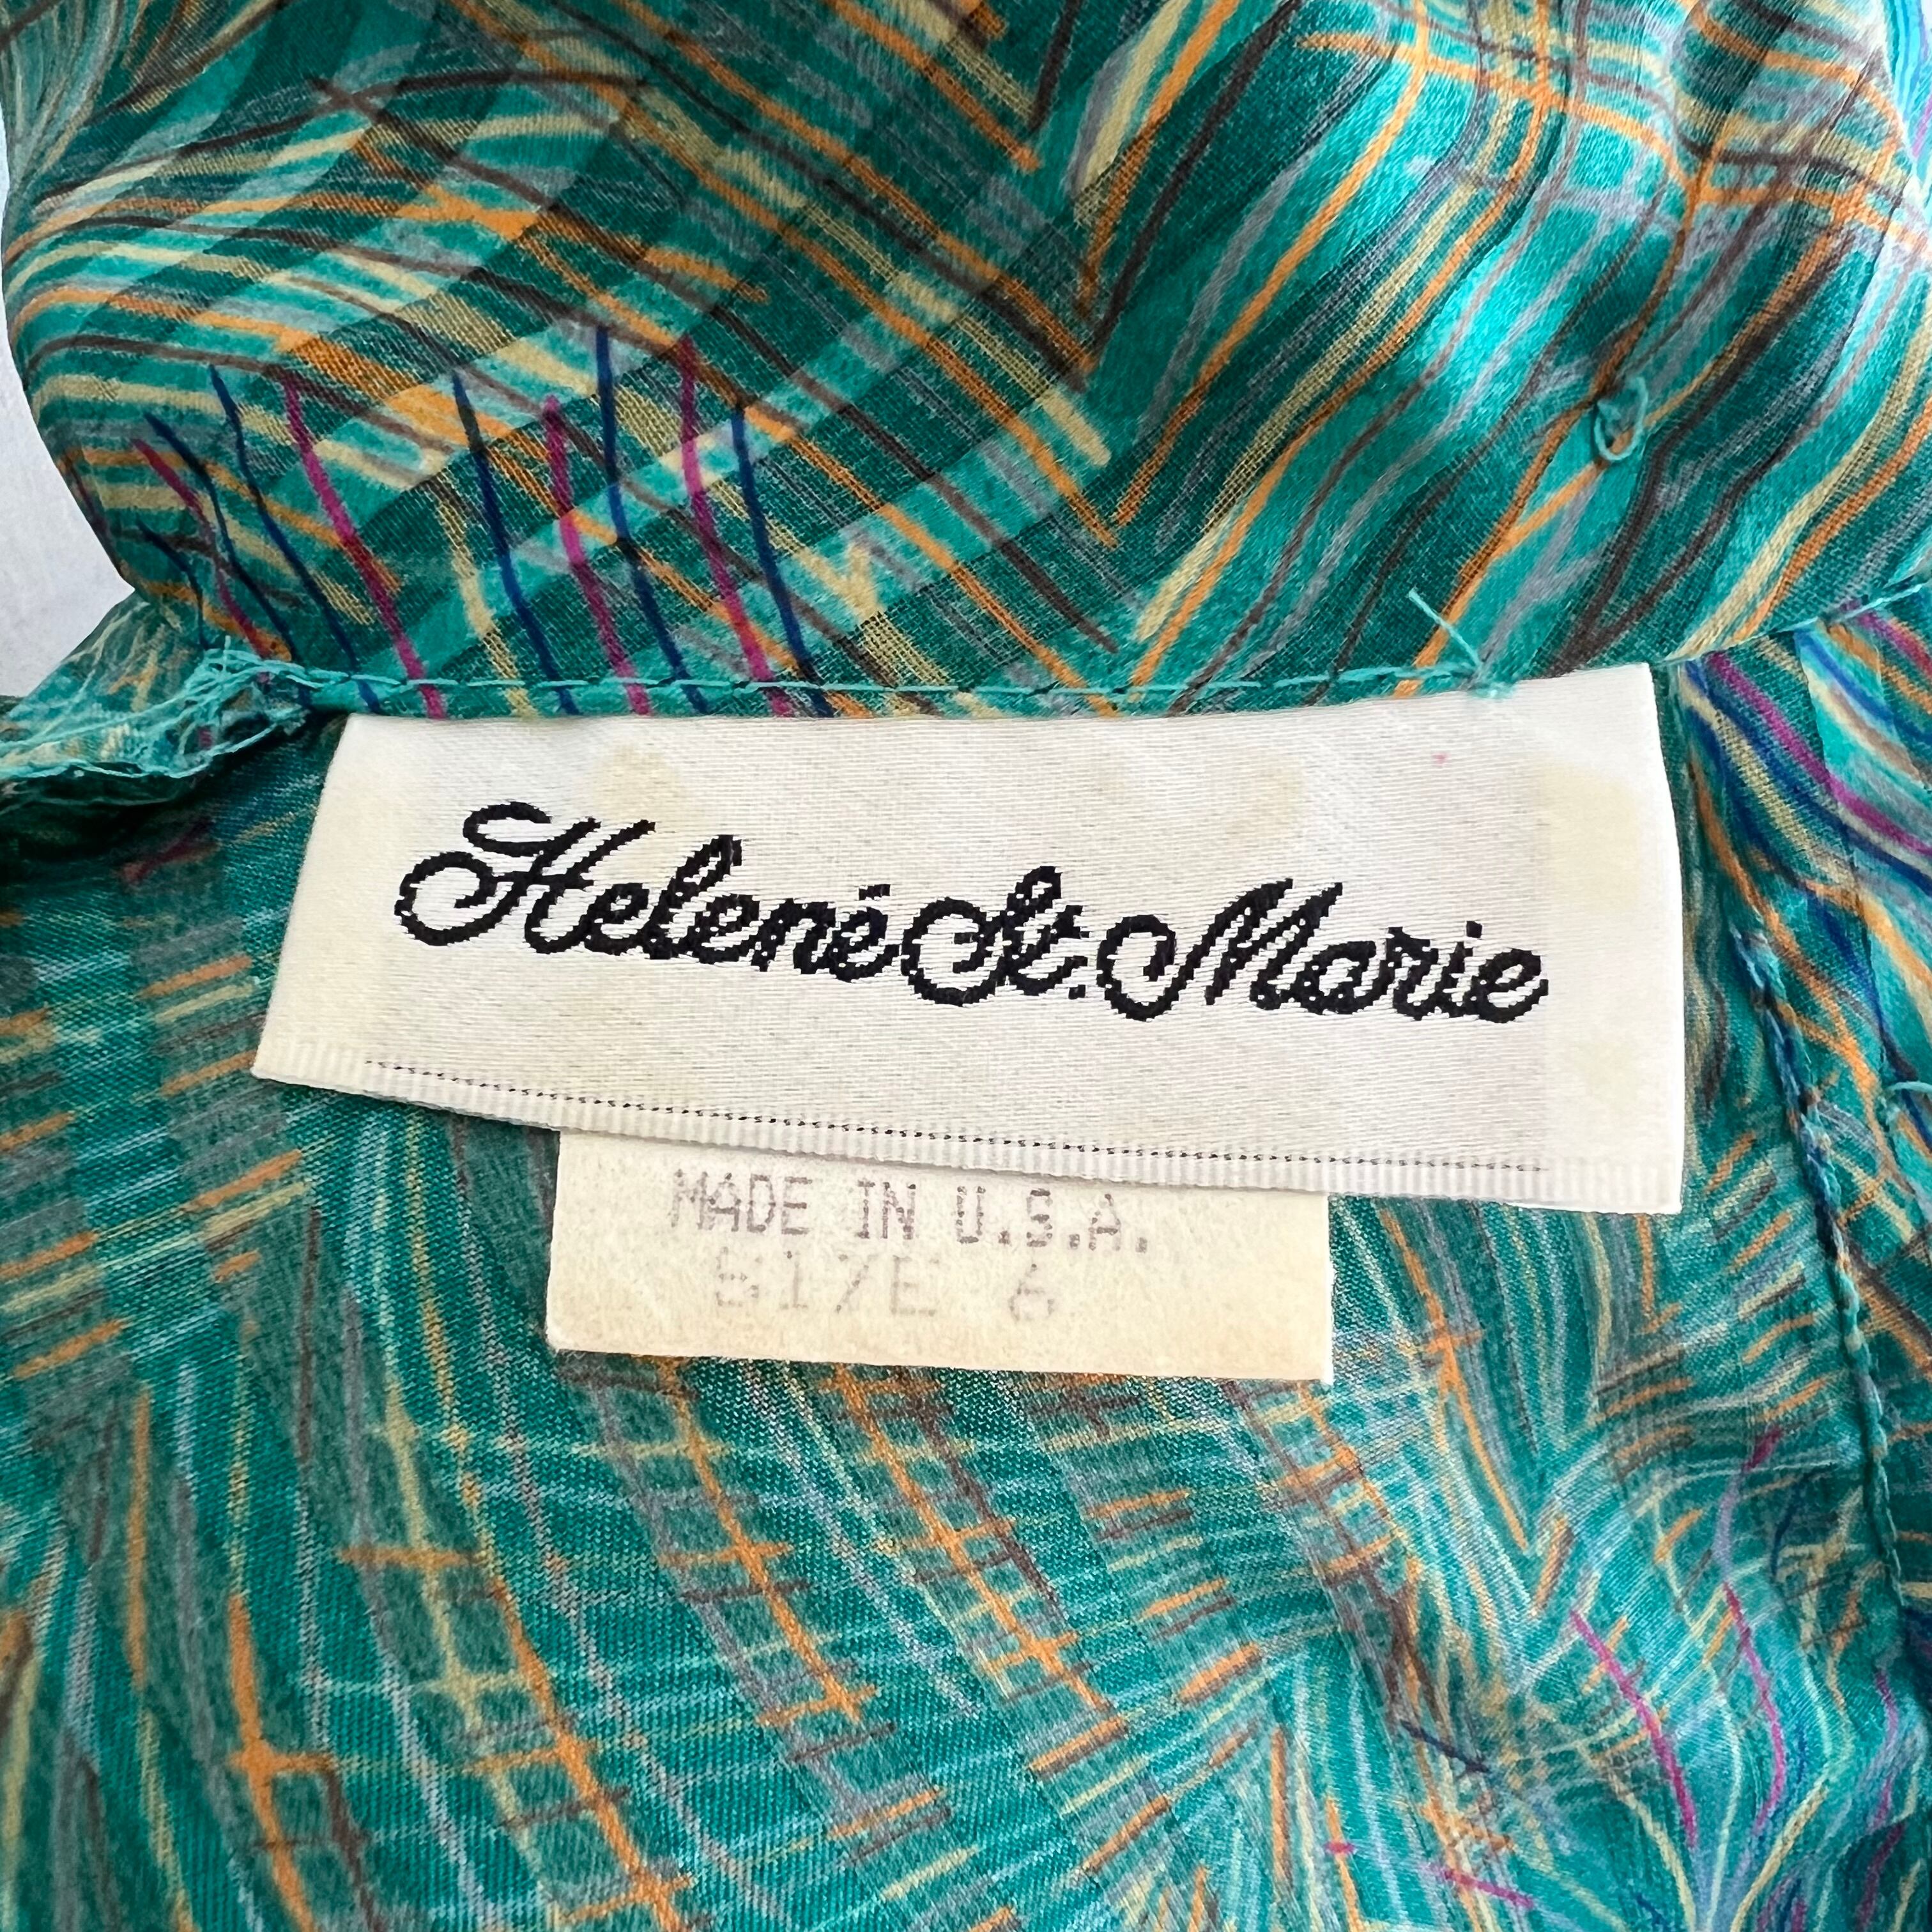 Helené St. Marie
MADE IN U.S.A.
SIZE 6